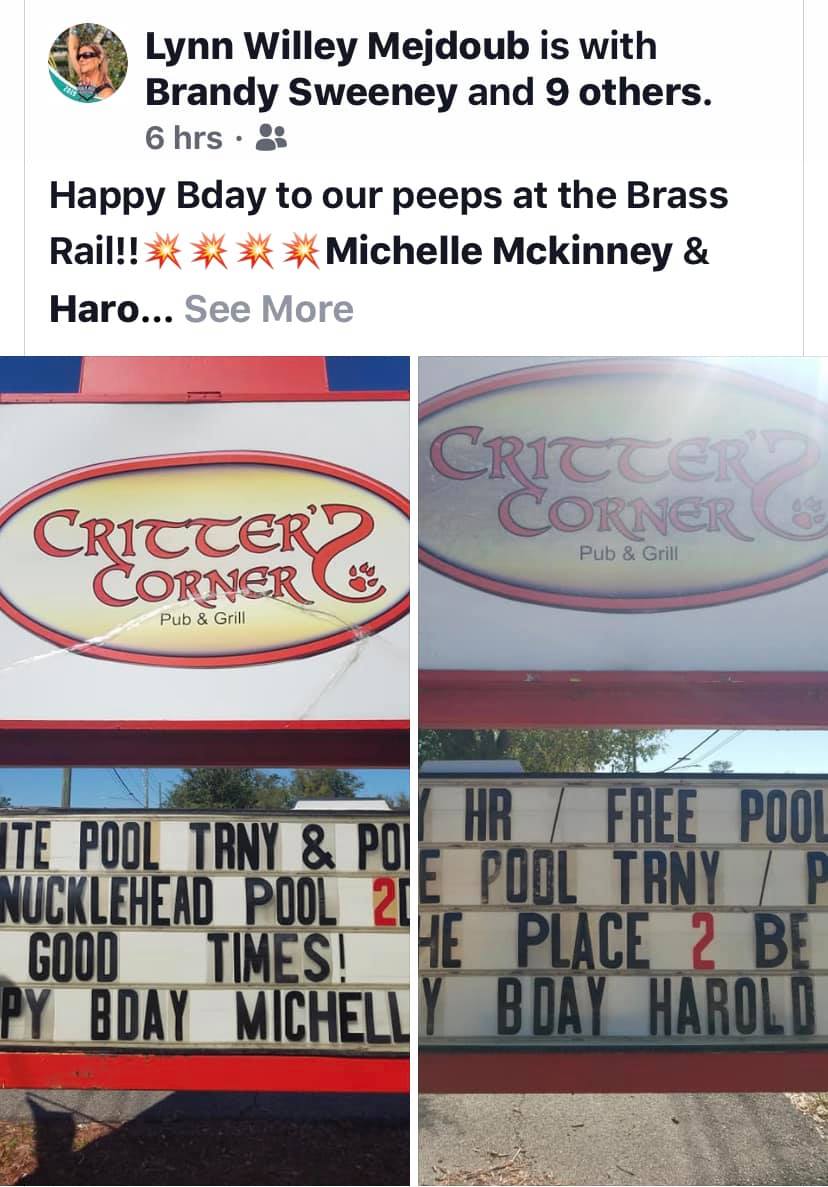 Lynn Willey Mejdoub is with
Brandy Sweeney and 9 others.
6 hrs ·
Happy Bday to our peeps at the Brass
Rail!!💥💥💥💥Michelle Mckinney &
Haro... See More
CRITTER'S
CORNER
Pub & Grill
ITE POOL TRNY & PO
NUCKLEHEAD POOL 2
GOOD TIMES!
PY BDAY MICHELL
CRITTER'S
CORNER
Pub & Grill
Y HR / FREE POOL
E POOL TRNY / P
HE PLACE 2 BE
Y BDAY HAROLD